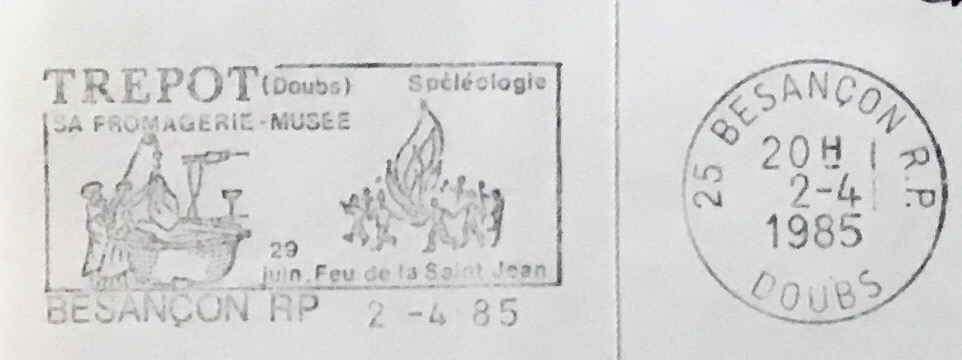 TREPOT (Doubs) Spéléologie
SA FROMAGERIE-MUSEE
29
juin. Feu de la Saint Jean
BESANÇON RP 2 -4 85
25 BESANÇON R.P.
20H
2-4
1985
DOUBS